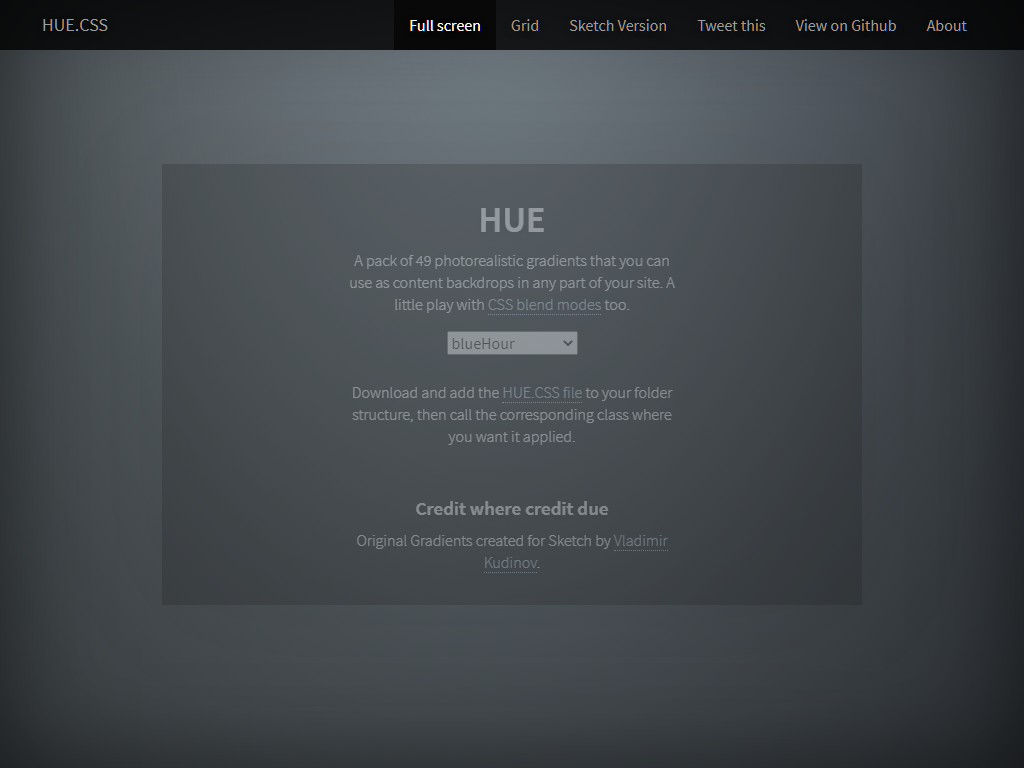 HUE.CSS
Full screen
Grid
Sketch Version
Tweet this
View on Github
About
HUE
A pack of 49 photorealistic gradients that you can
use as content backdrops in any part of your site. A
little play with CSS blend modes too.
blueHour
Download and add the HUE.CSS file to your folder
structure, then call the corresponding class where
you want it applied.
Credit where credit due
Original Gradients created for Sketch by Vladimir
Kudinov.